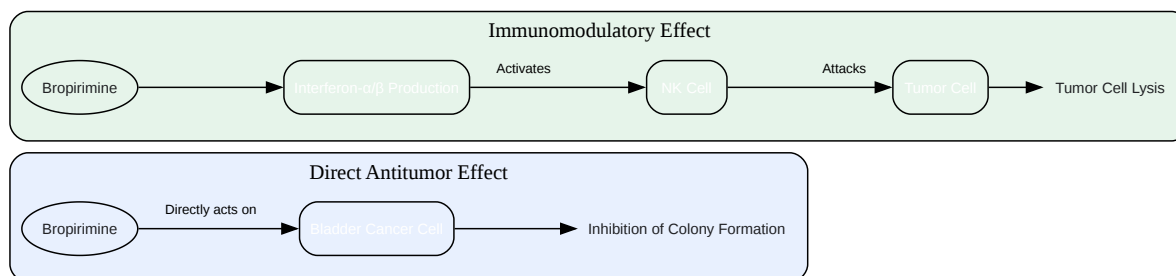 Immunomodulatory Effect
Bropirimine
Interferon-α/β Production
Activates
NK Cell
Attacks
Tumor Cell
Tumor Cell Lysis
Direct Antitumor Effect
Bropirimine
Directly acts on
Bladder Cancer Cell
Inhibition of Colony Formation